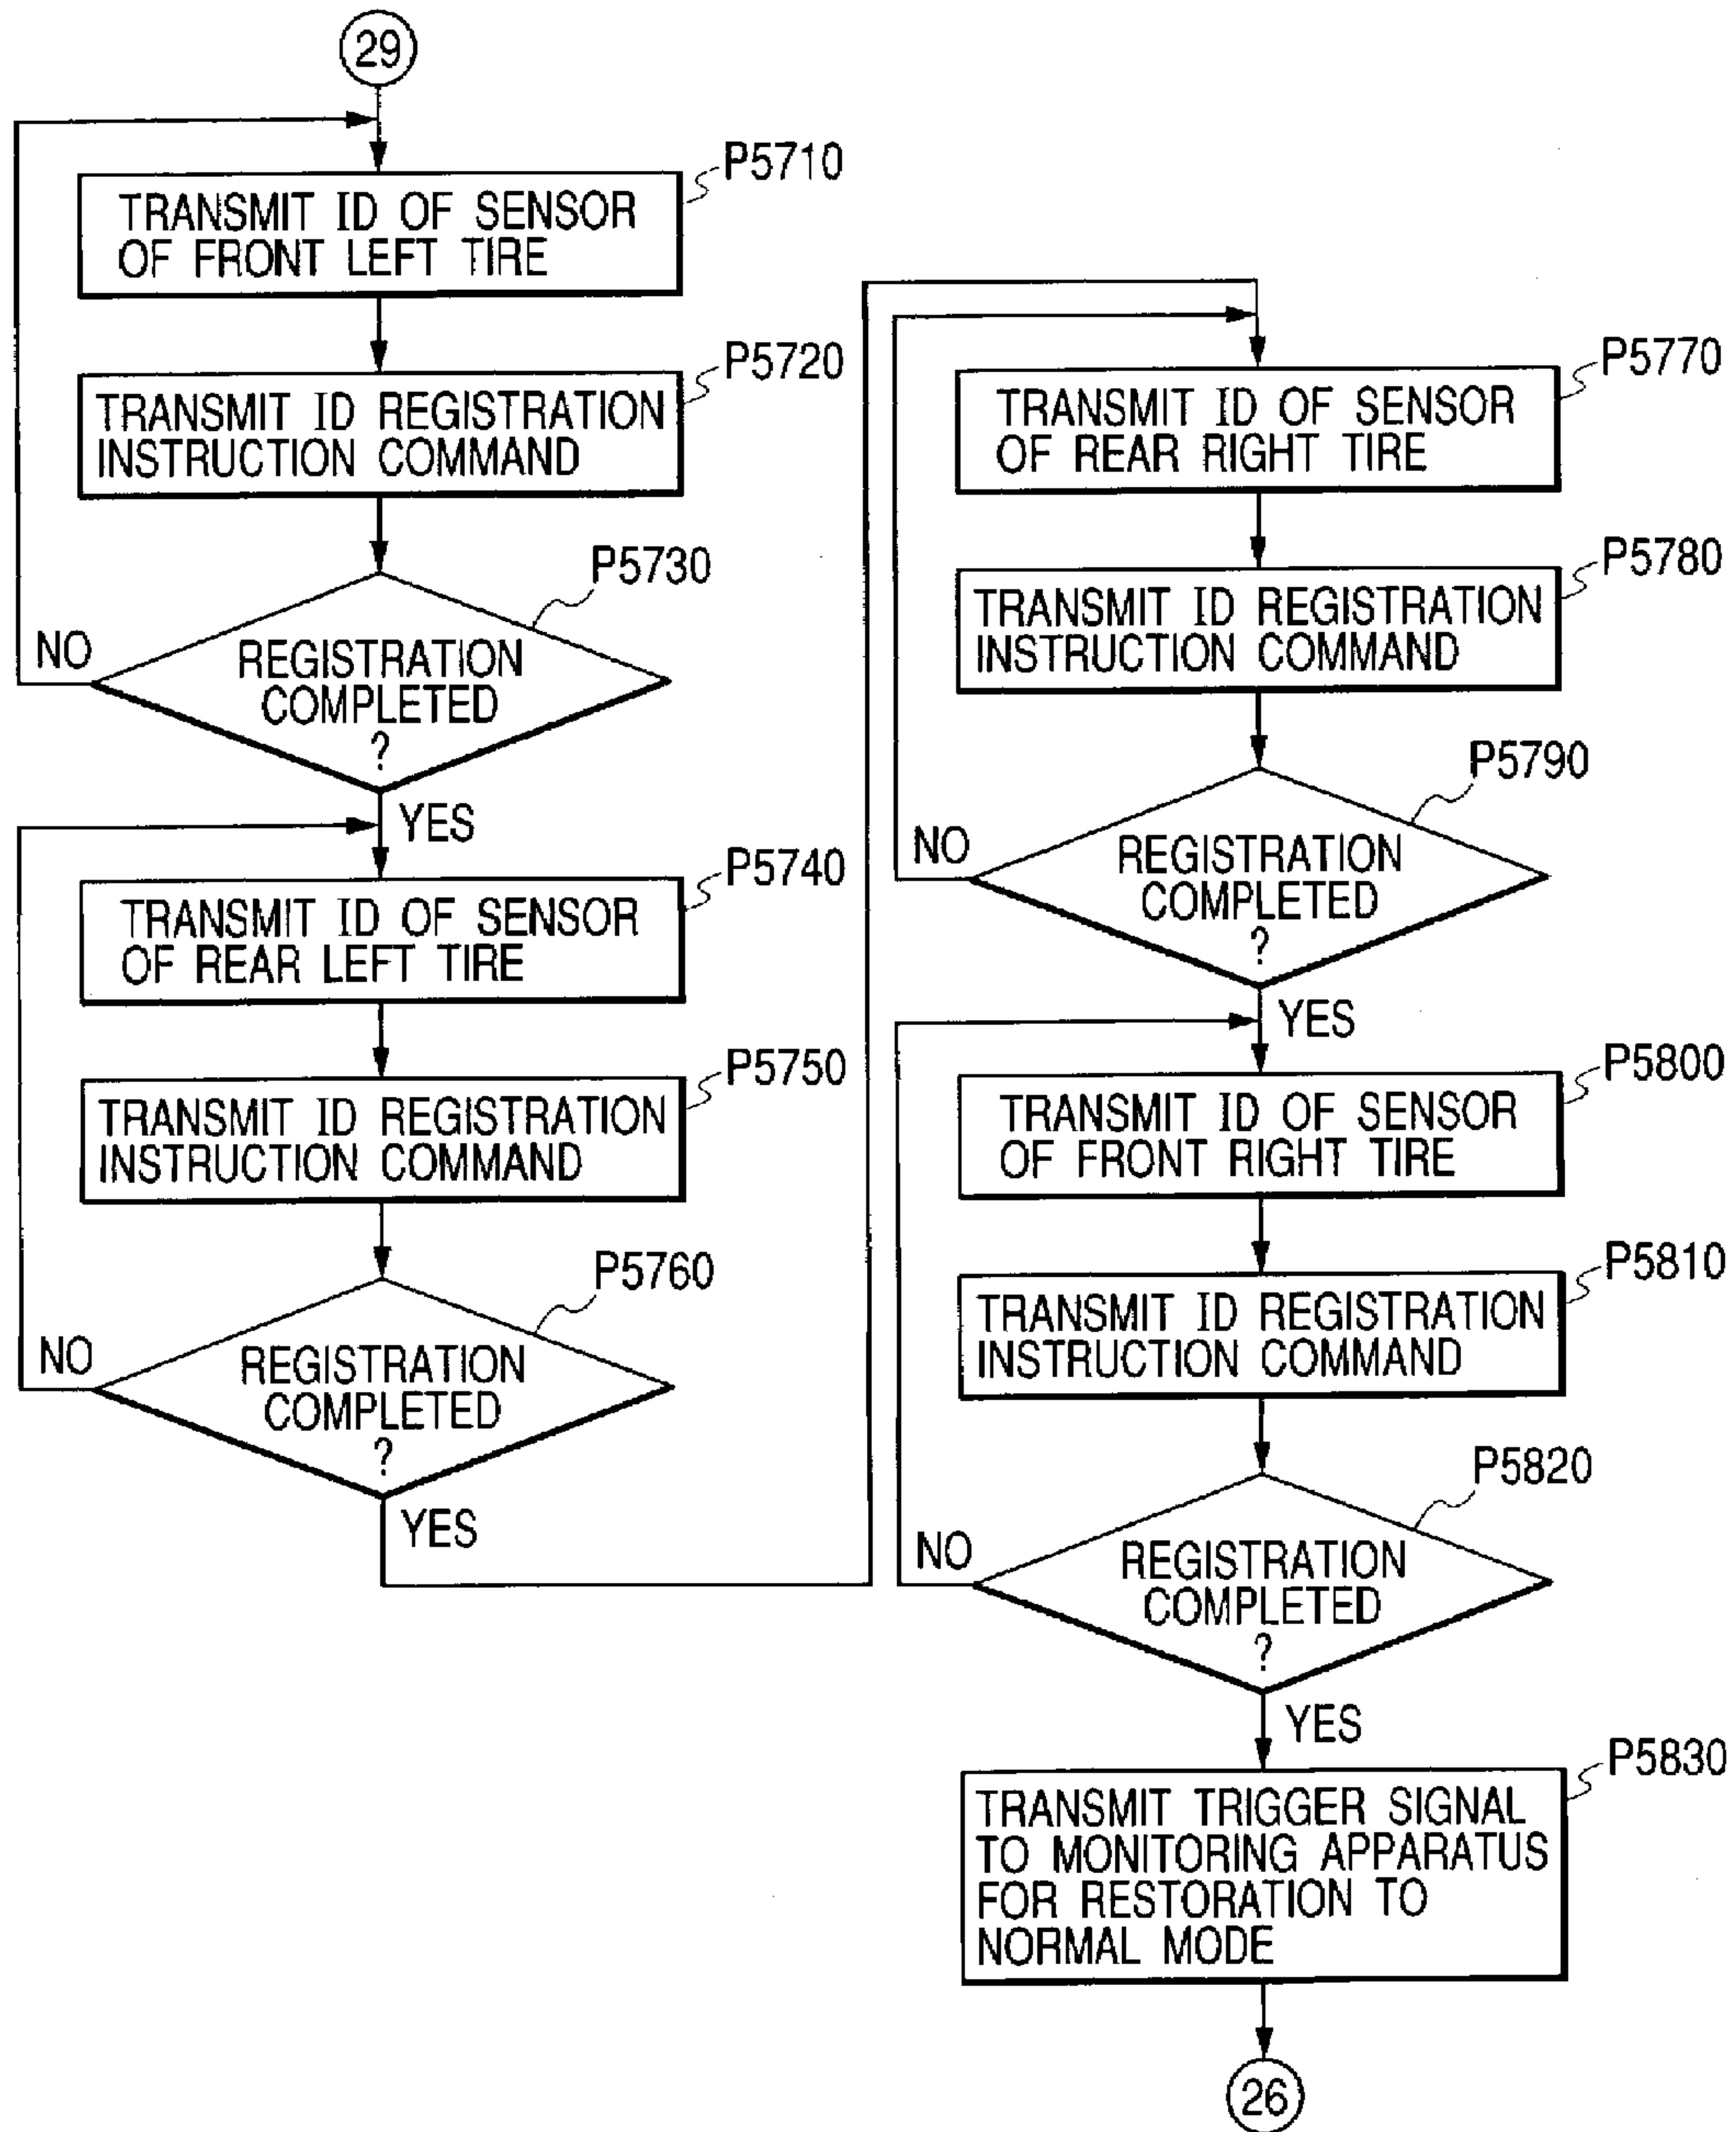 29
P5710
TRANSMIT ID OF SENSOR
OF FRONT LEFT TIRE
P5720
TRANSMIT ID REGISTRATION
INSTRUCTION COMMAND
P5730
NO
REGISTRATION
COMPLETED
?
YES
P5740
TRANSMIT ID OF SENSOR
OF REAR LEFT TIRE
P5750
TRANSMIT ID REGISTRATION
INSTRUCTION COMMAND
P5760
NO
REGISTRATION
COMPLETED
?
YES
P5770
TRANSMIT ID OF SENSOR
OF REAR RIGHT TIRE
P5780
TRANSMIT ID REGISTRATION
INSTRUCTION COMMAND
P5790
NO
REGISTRATION
COMPLETED
?
YES
P5800
TRANSMIT ID OF SENSOR
OF FRONT RIGHT TIRE
P5810
TRANSMIT ID REGISTRATION
INSTRUCTION COMMAND
P5820
NO
REGISTRATION
COMPLETED
?
YES
P5830
TRANSMIT TRIGGER SIGNAL
TO MONITORING APPARATUS
FOR RESTORATION TO
NORMAL MODE
26